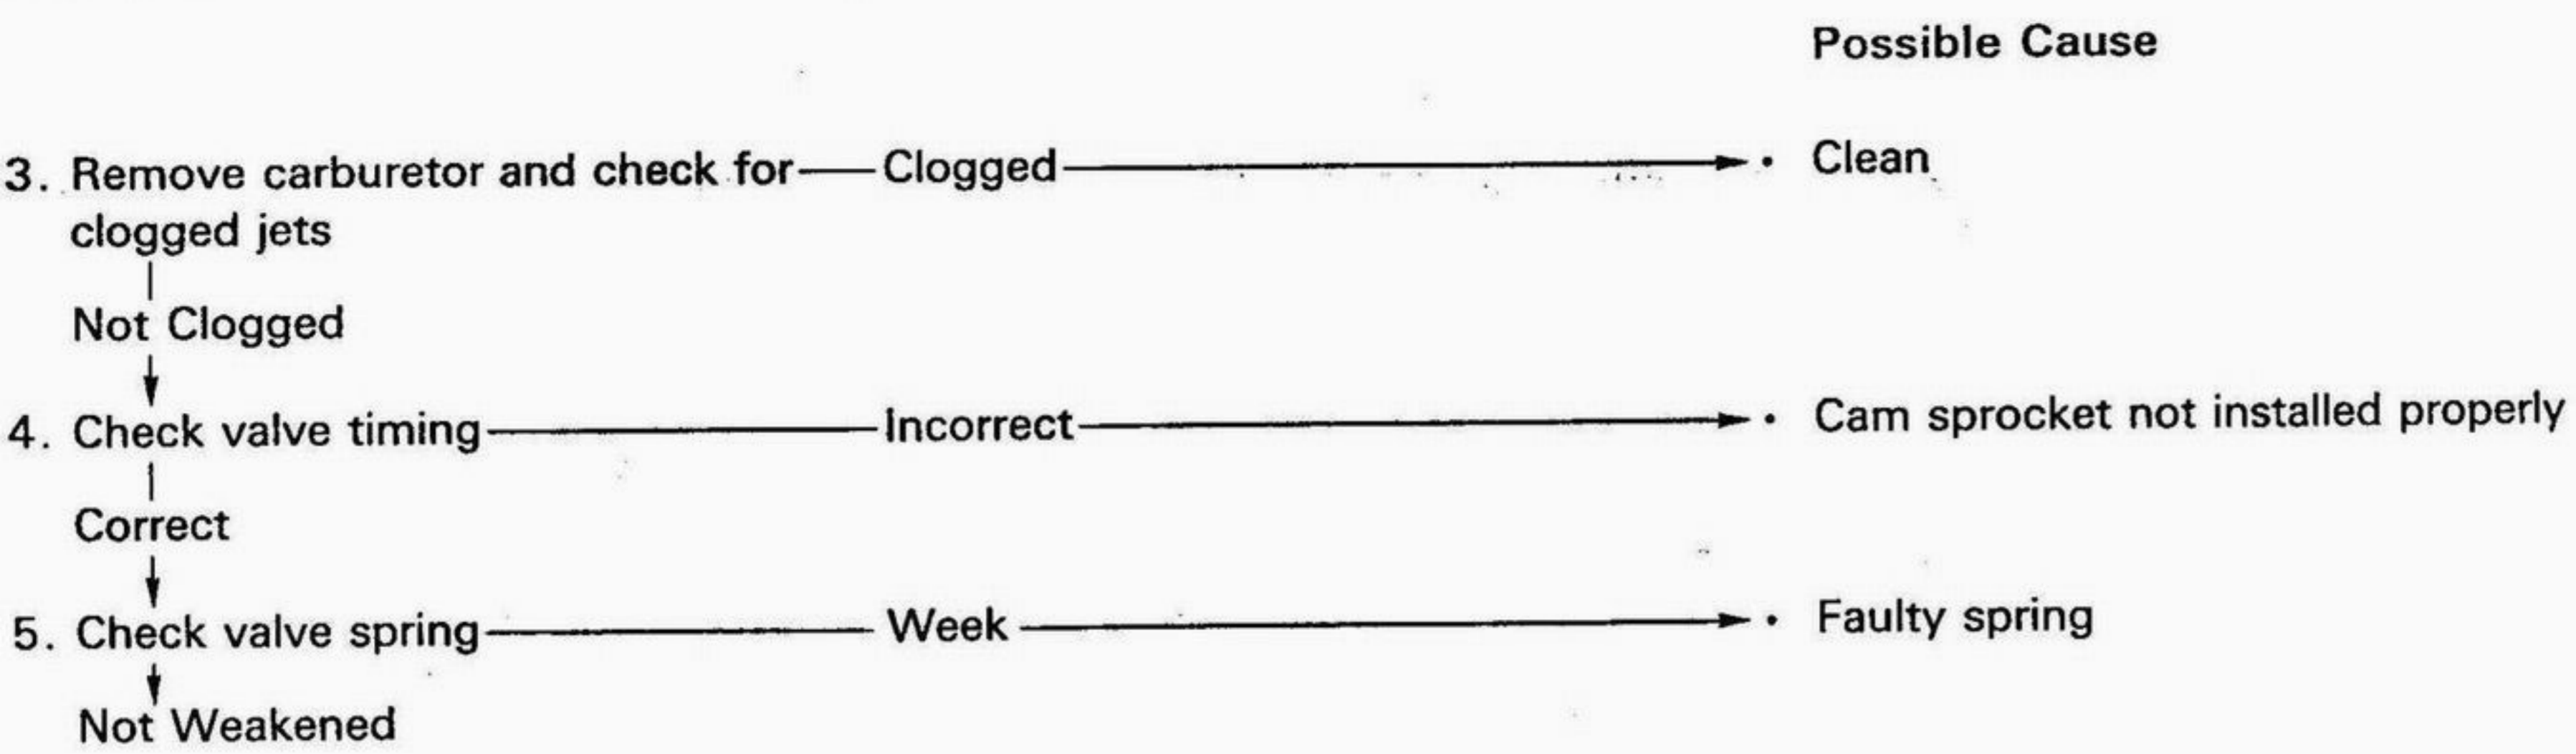 Possible Cause
3. Remove carburetor and check for Clogged • Clean
clogged jets
Not Clogged
4. Check valve timing Incorrect • Cam sprocket not installed properly
Correct
5. Check valve spring Week • Faulty spring
Not Weakened